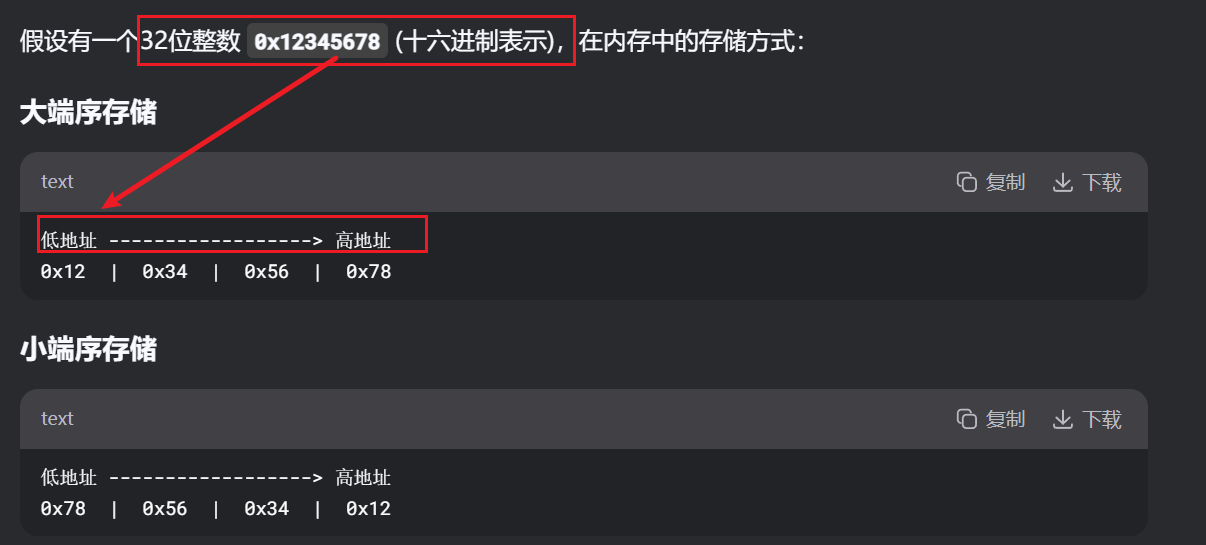 假设有一个32位整数 0x12345678 (十六进制表示)，在内存中的存储方式：
大端序存储
text 复制 下载
低地址 ------------------> 高地址
0x12 | 0x34 | 0x56 | 0x78
小端序存储
text 复制 下载
低地址 ------------------> 高地址
0x78 | 0x56 | 0x34 | 0x12